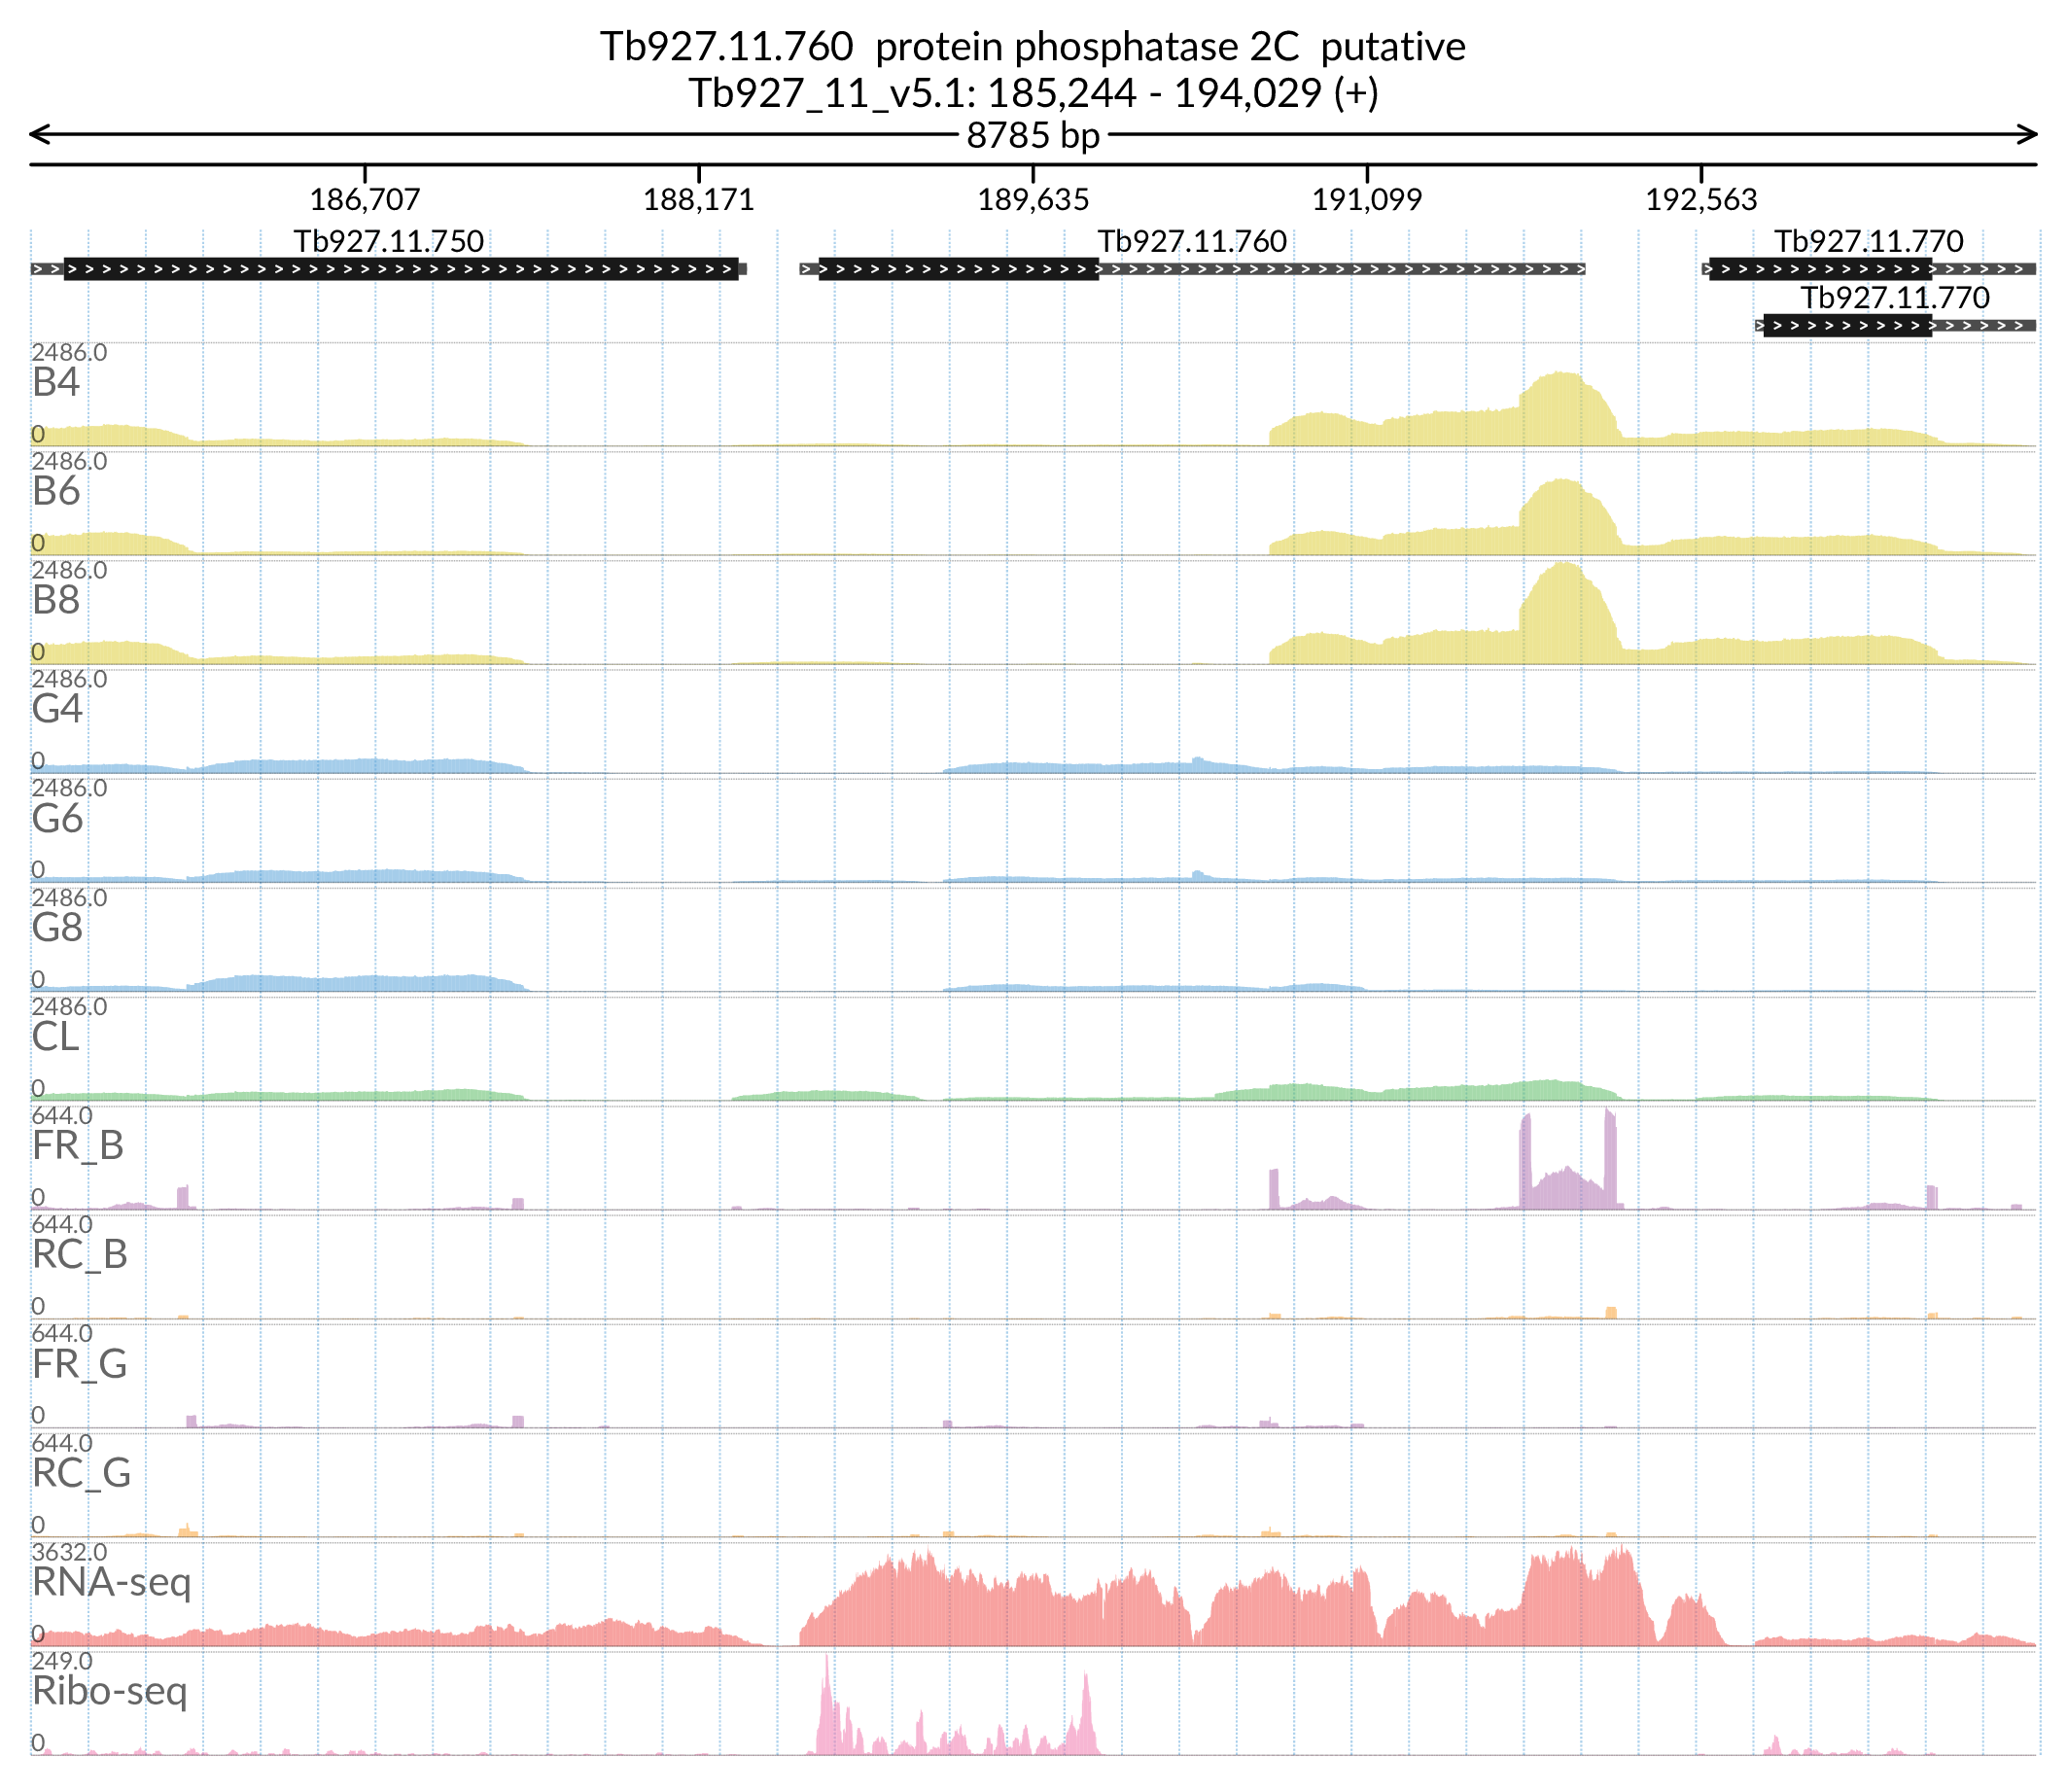 Tb927.11.760  protein phosphatase 2C  putative
Tb927_11_v5.1: 185,244 - 194,029 (+)
8785 bp
186,707 188,171 189,635 191,099 192,563
Tb927.11.750 Tb927.11.760 Tb927.11.770
Tb927.11.770
2486.0
B4
0
2486.0
B6
0
2486.0
B8
0
2486.0
G4
0
2486.0
G6
0
2486.0
G8
0
2486.0
CL
0
644.0
FR_B
0
644.0
RC_B
0
644.0
FR_G
0
644.0
RC_G
0
3632.0
RNA-seq
0
249.0
Ribo-seq
0